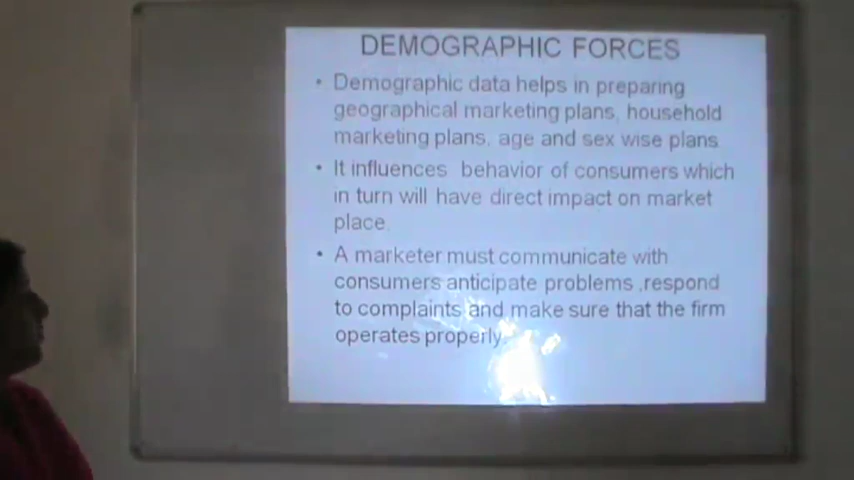 DEMOGRAPHIC FORCES
• Demographic data helps in preparing
geographical marketing plans, household
marketing plans, age and sex wise plans
• It influences behavior of consumers which
in turn will have direct impact on market
place.
• A marketer must communicate with
consumers anticipate problems ,respond
to complaints and make sure that the firm
operates properly.